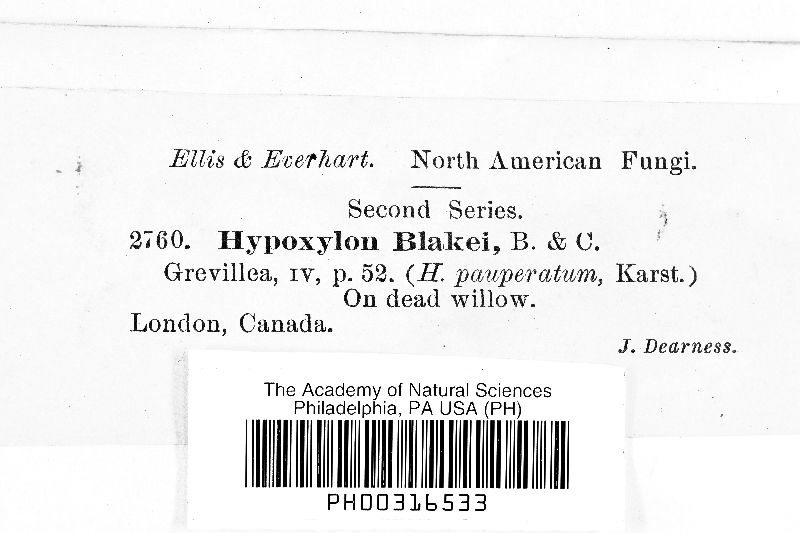 Ellis & Everhart. North American Fungi.
Second Series.
2760. Hypoxylon Blakei, B. & C.
Grevillea, IV, p. 52. (H. pauperatum, Karst.)
On dead willow.
London, Canada.
J. Dearness.
The Academy of Natural Sciences
Philadelphia, PA USA (PH)
PH00316533